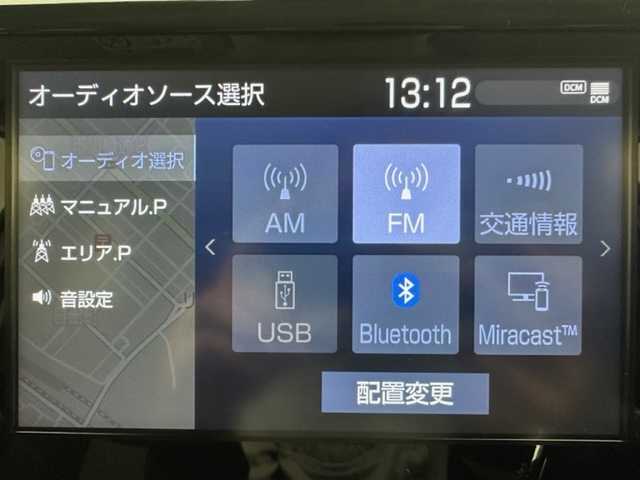 オーディオソース選択
13:12
DCM
DCM
オーディオ選択
マニュアル.P
エリア.P
音設定
AM
FM
交通情報
USB
Bluetooth
Miracast™
配置変更